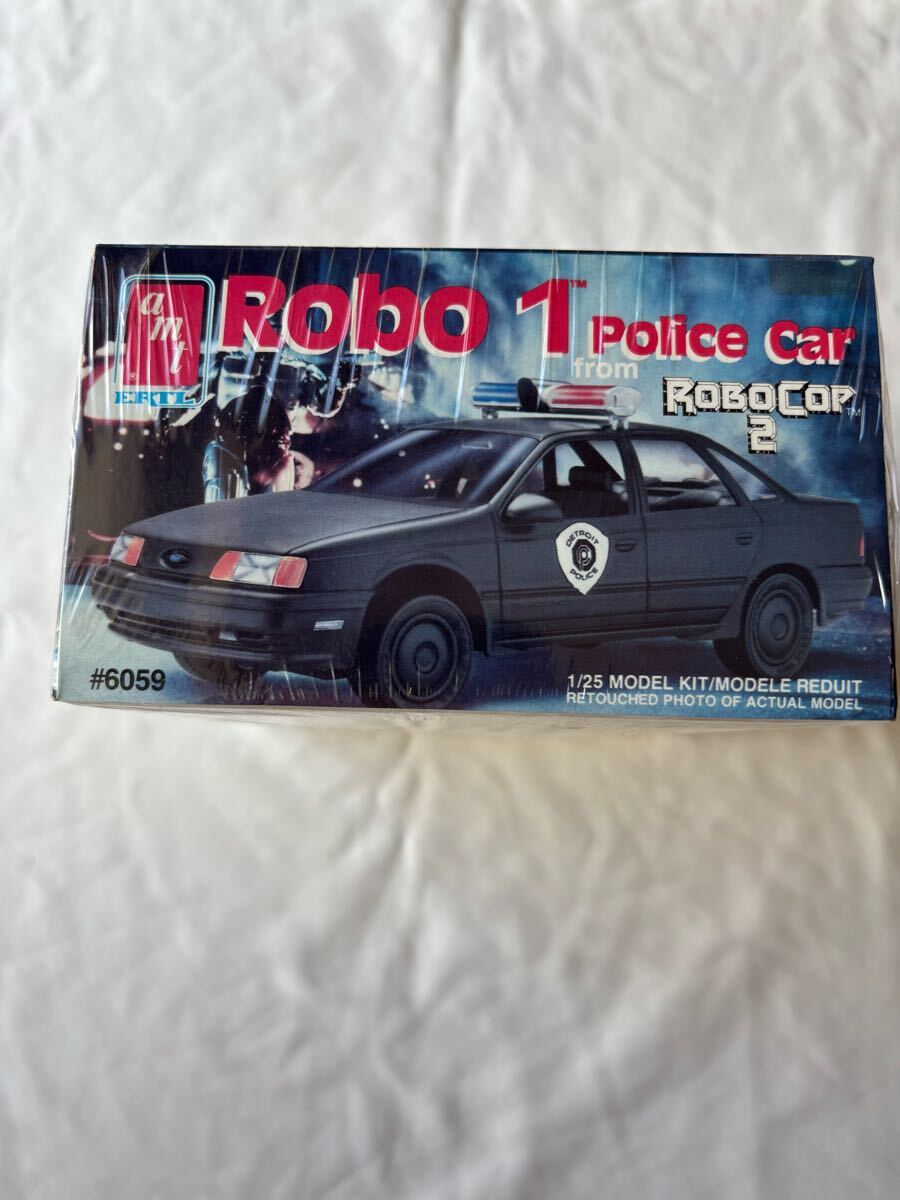 amt
®
ERTL
Robo 1™
from
Police Car
ROBOCOP™
2
DETROIT
POLICE
#6059
1/25 MODEL KIT/MODELE REDUIT
RETOUCHED PHOTO OF ACTUAL MODEL